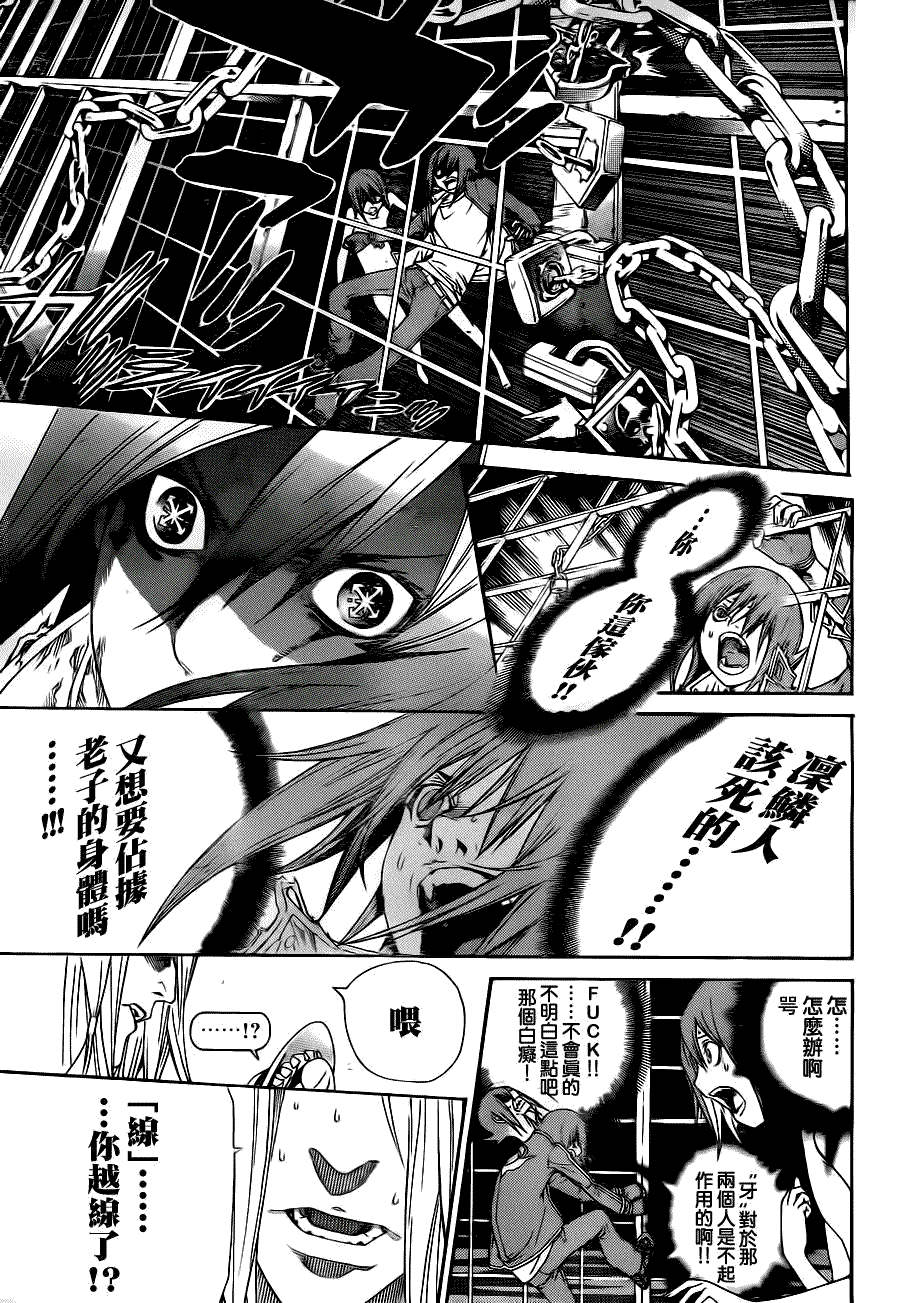 …你
你這傢伙!!
凜鱗人
該死的……!!
又想要佔據
老子的身體嗎
……!!!
怎……
怎麼辦啊
咢
"牙"對於那
兩個人是不起
作用的啊!!
FUCK!!
……不會真的
不明白這點吧
那個白癡！
喂
……!?
「線」……
…你越線了!?